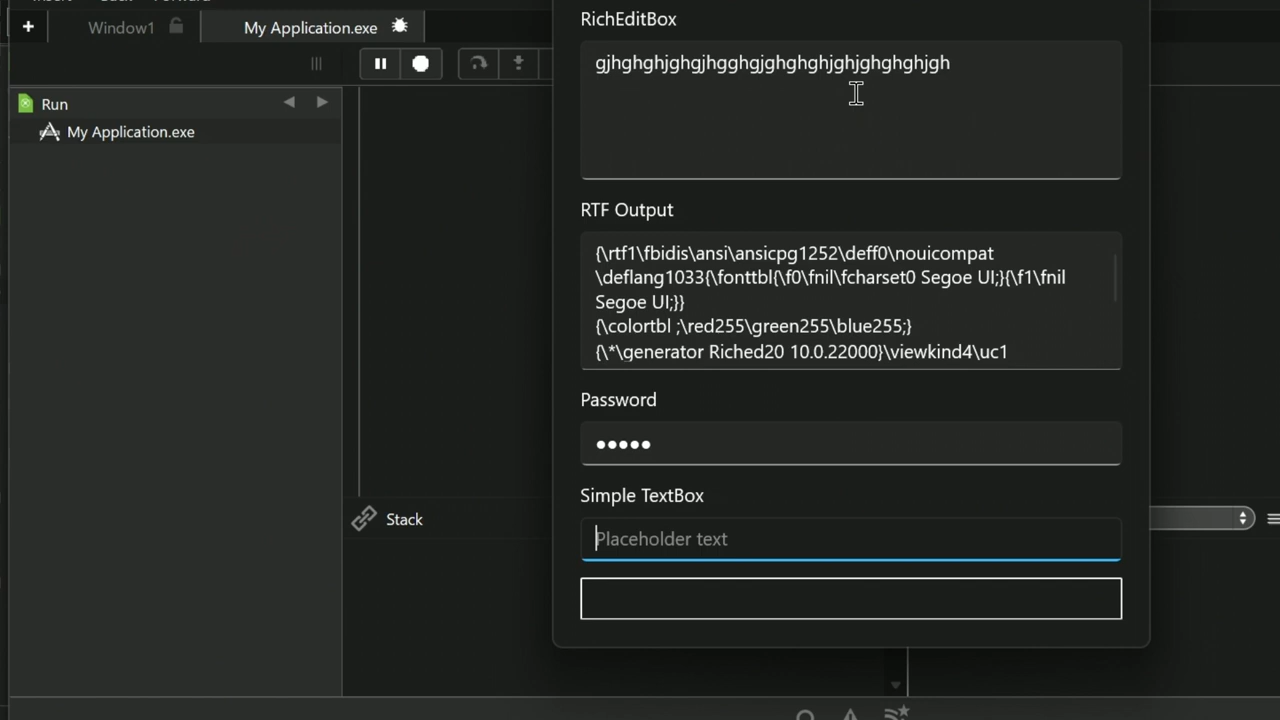 Window1
My Application.exe
Run
My Application.exe
Stack
RichEditBox
gjhghghjghgjhgghgjghghghjghjghghghjgh
RTF Output
{\rtf1\fbidis\ansi\ansicpg1252\deff0\nouicompat
\deflang1033{\fonttbl{\f0\fnil\fcharset0 Segoe UI;}{\f1\fnil
Segoe UI;}}
{\colortbl ;\red255\green255\blue255;}
{\*\generator Riched20 10.0.22000}\viewkind4\uc1
Password
•••••
Simple TextBox
Placeholder text